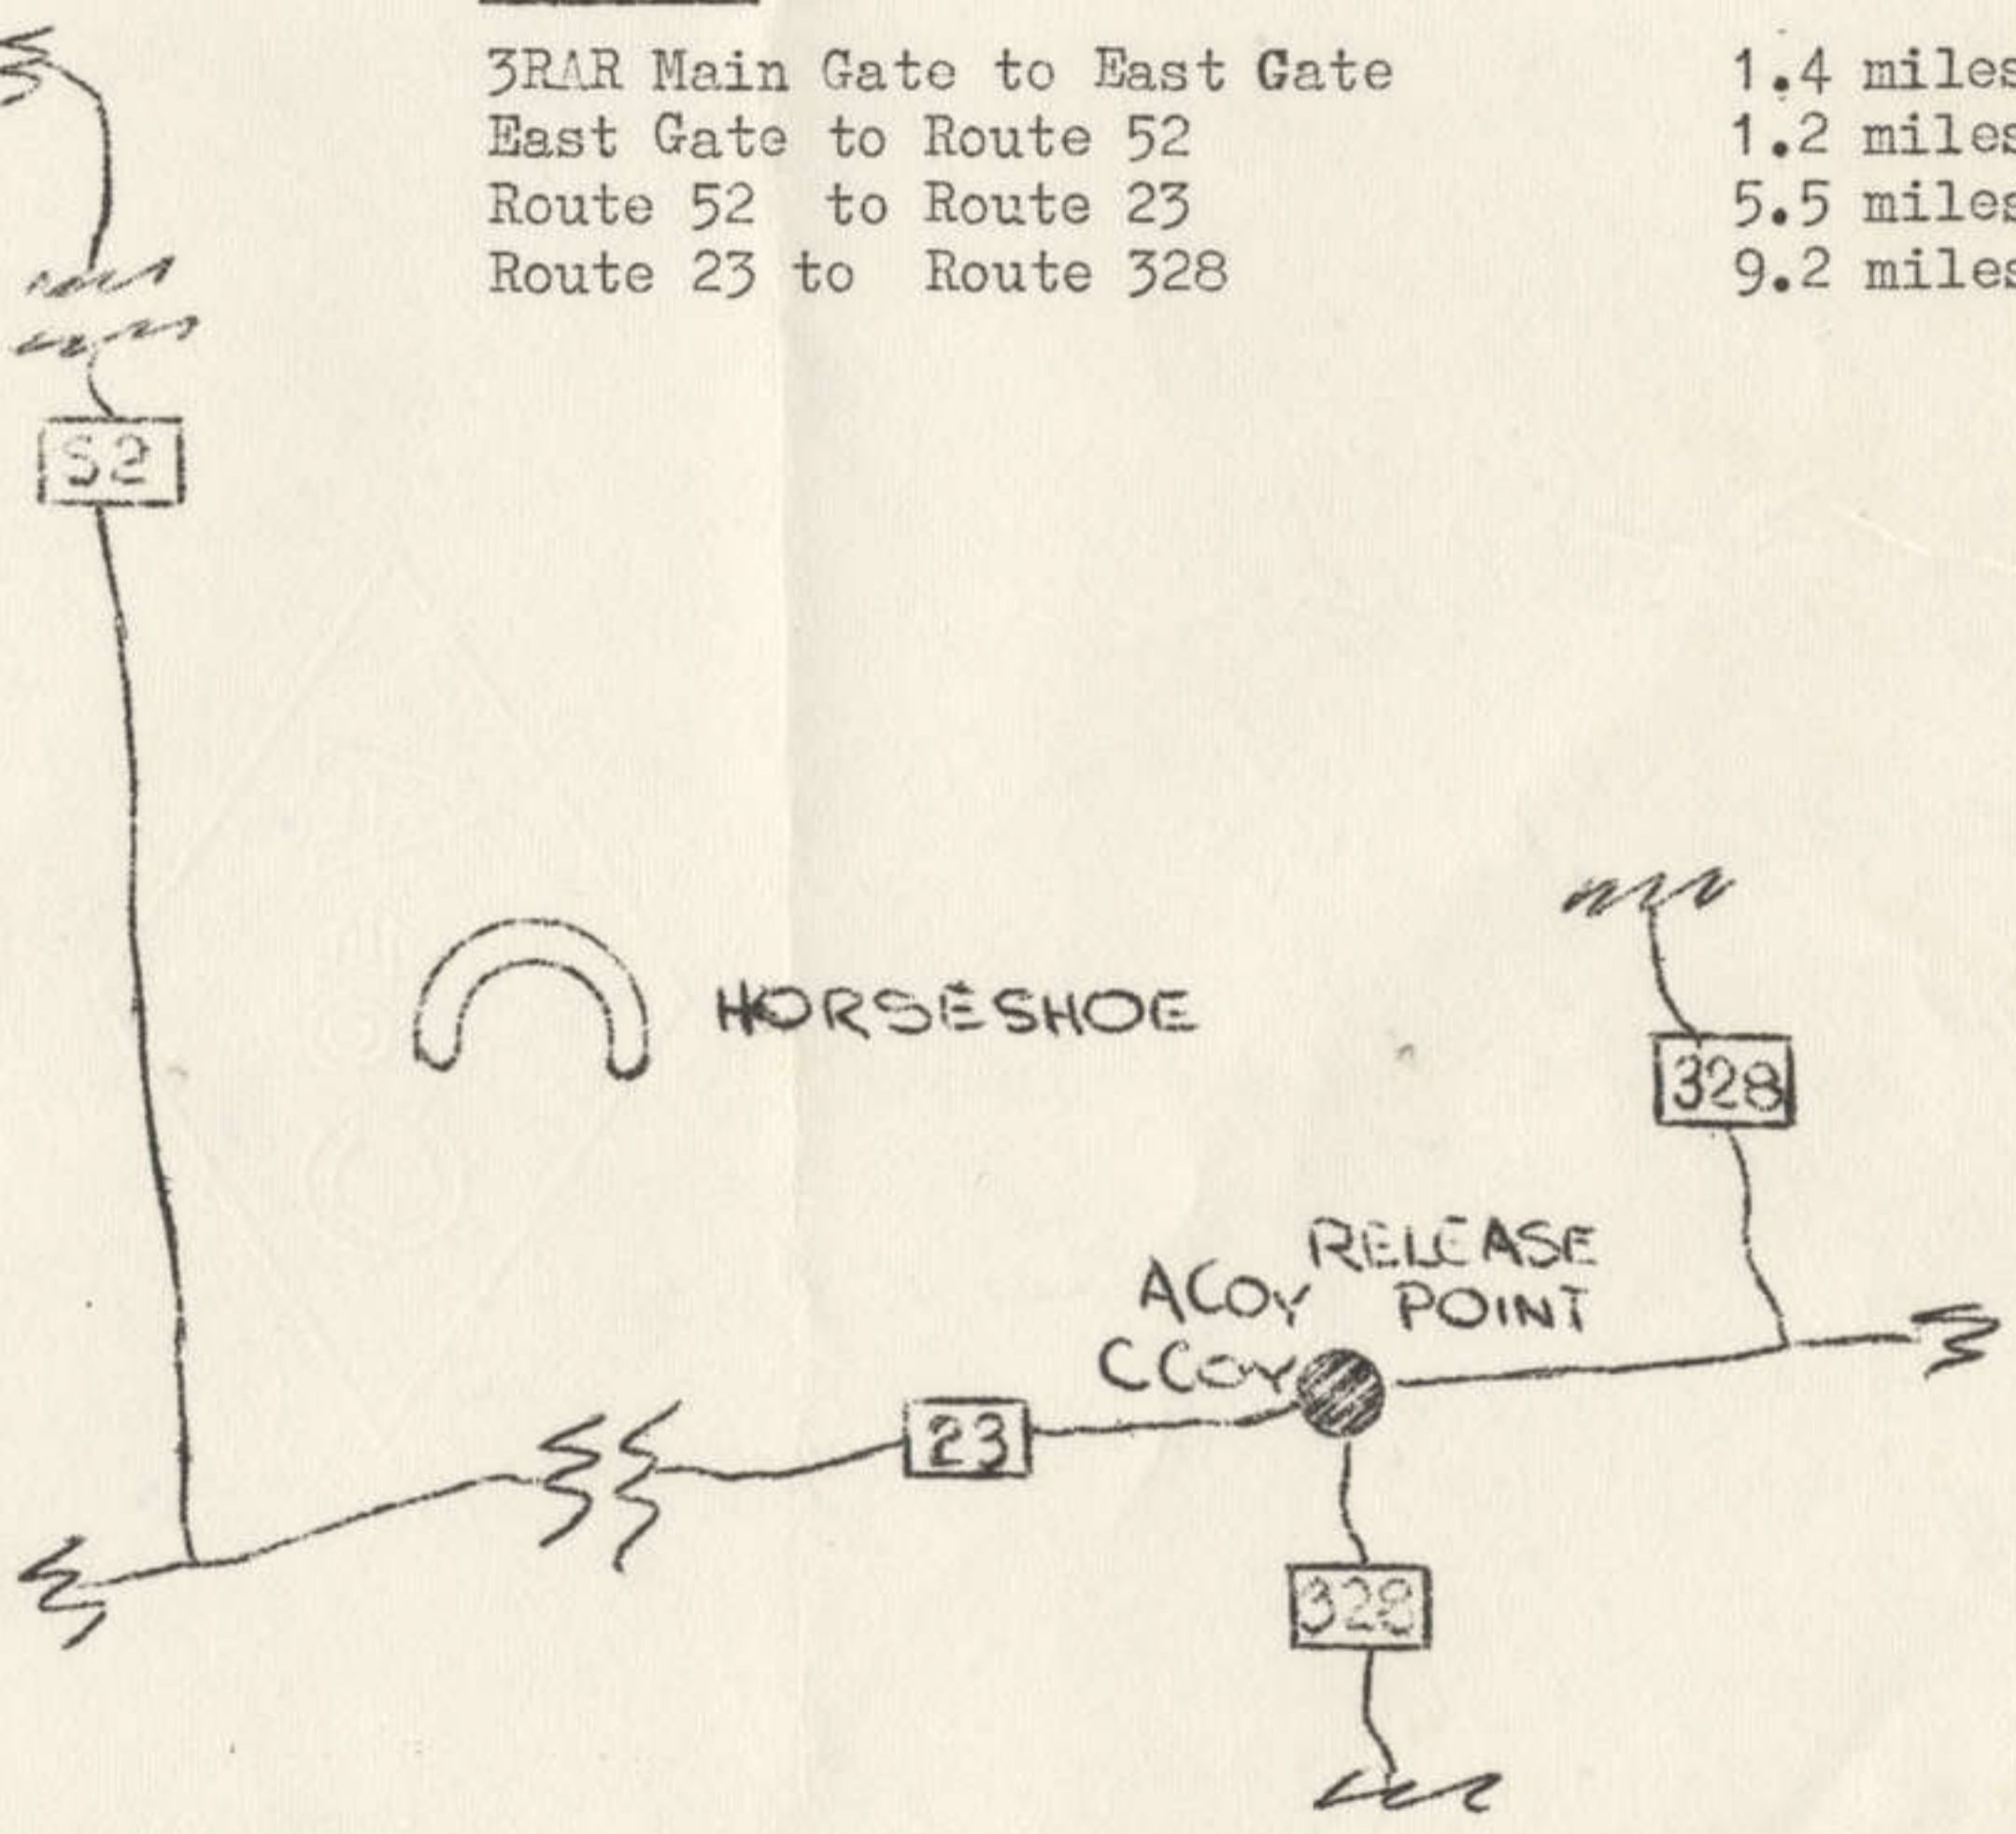 3RAR Main Gate to East Gate 1.4 miles
East Gate to Route 52 1.2 miles
Route 52 to Route 23 5.5 miles
Route 23 to Route 328 9.2 miles
52
HORSESHOE
328
RELEASE
POINT
A COY
C COY
23
328